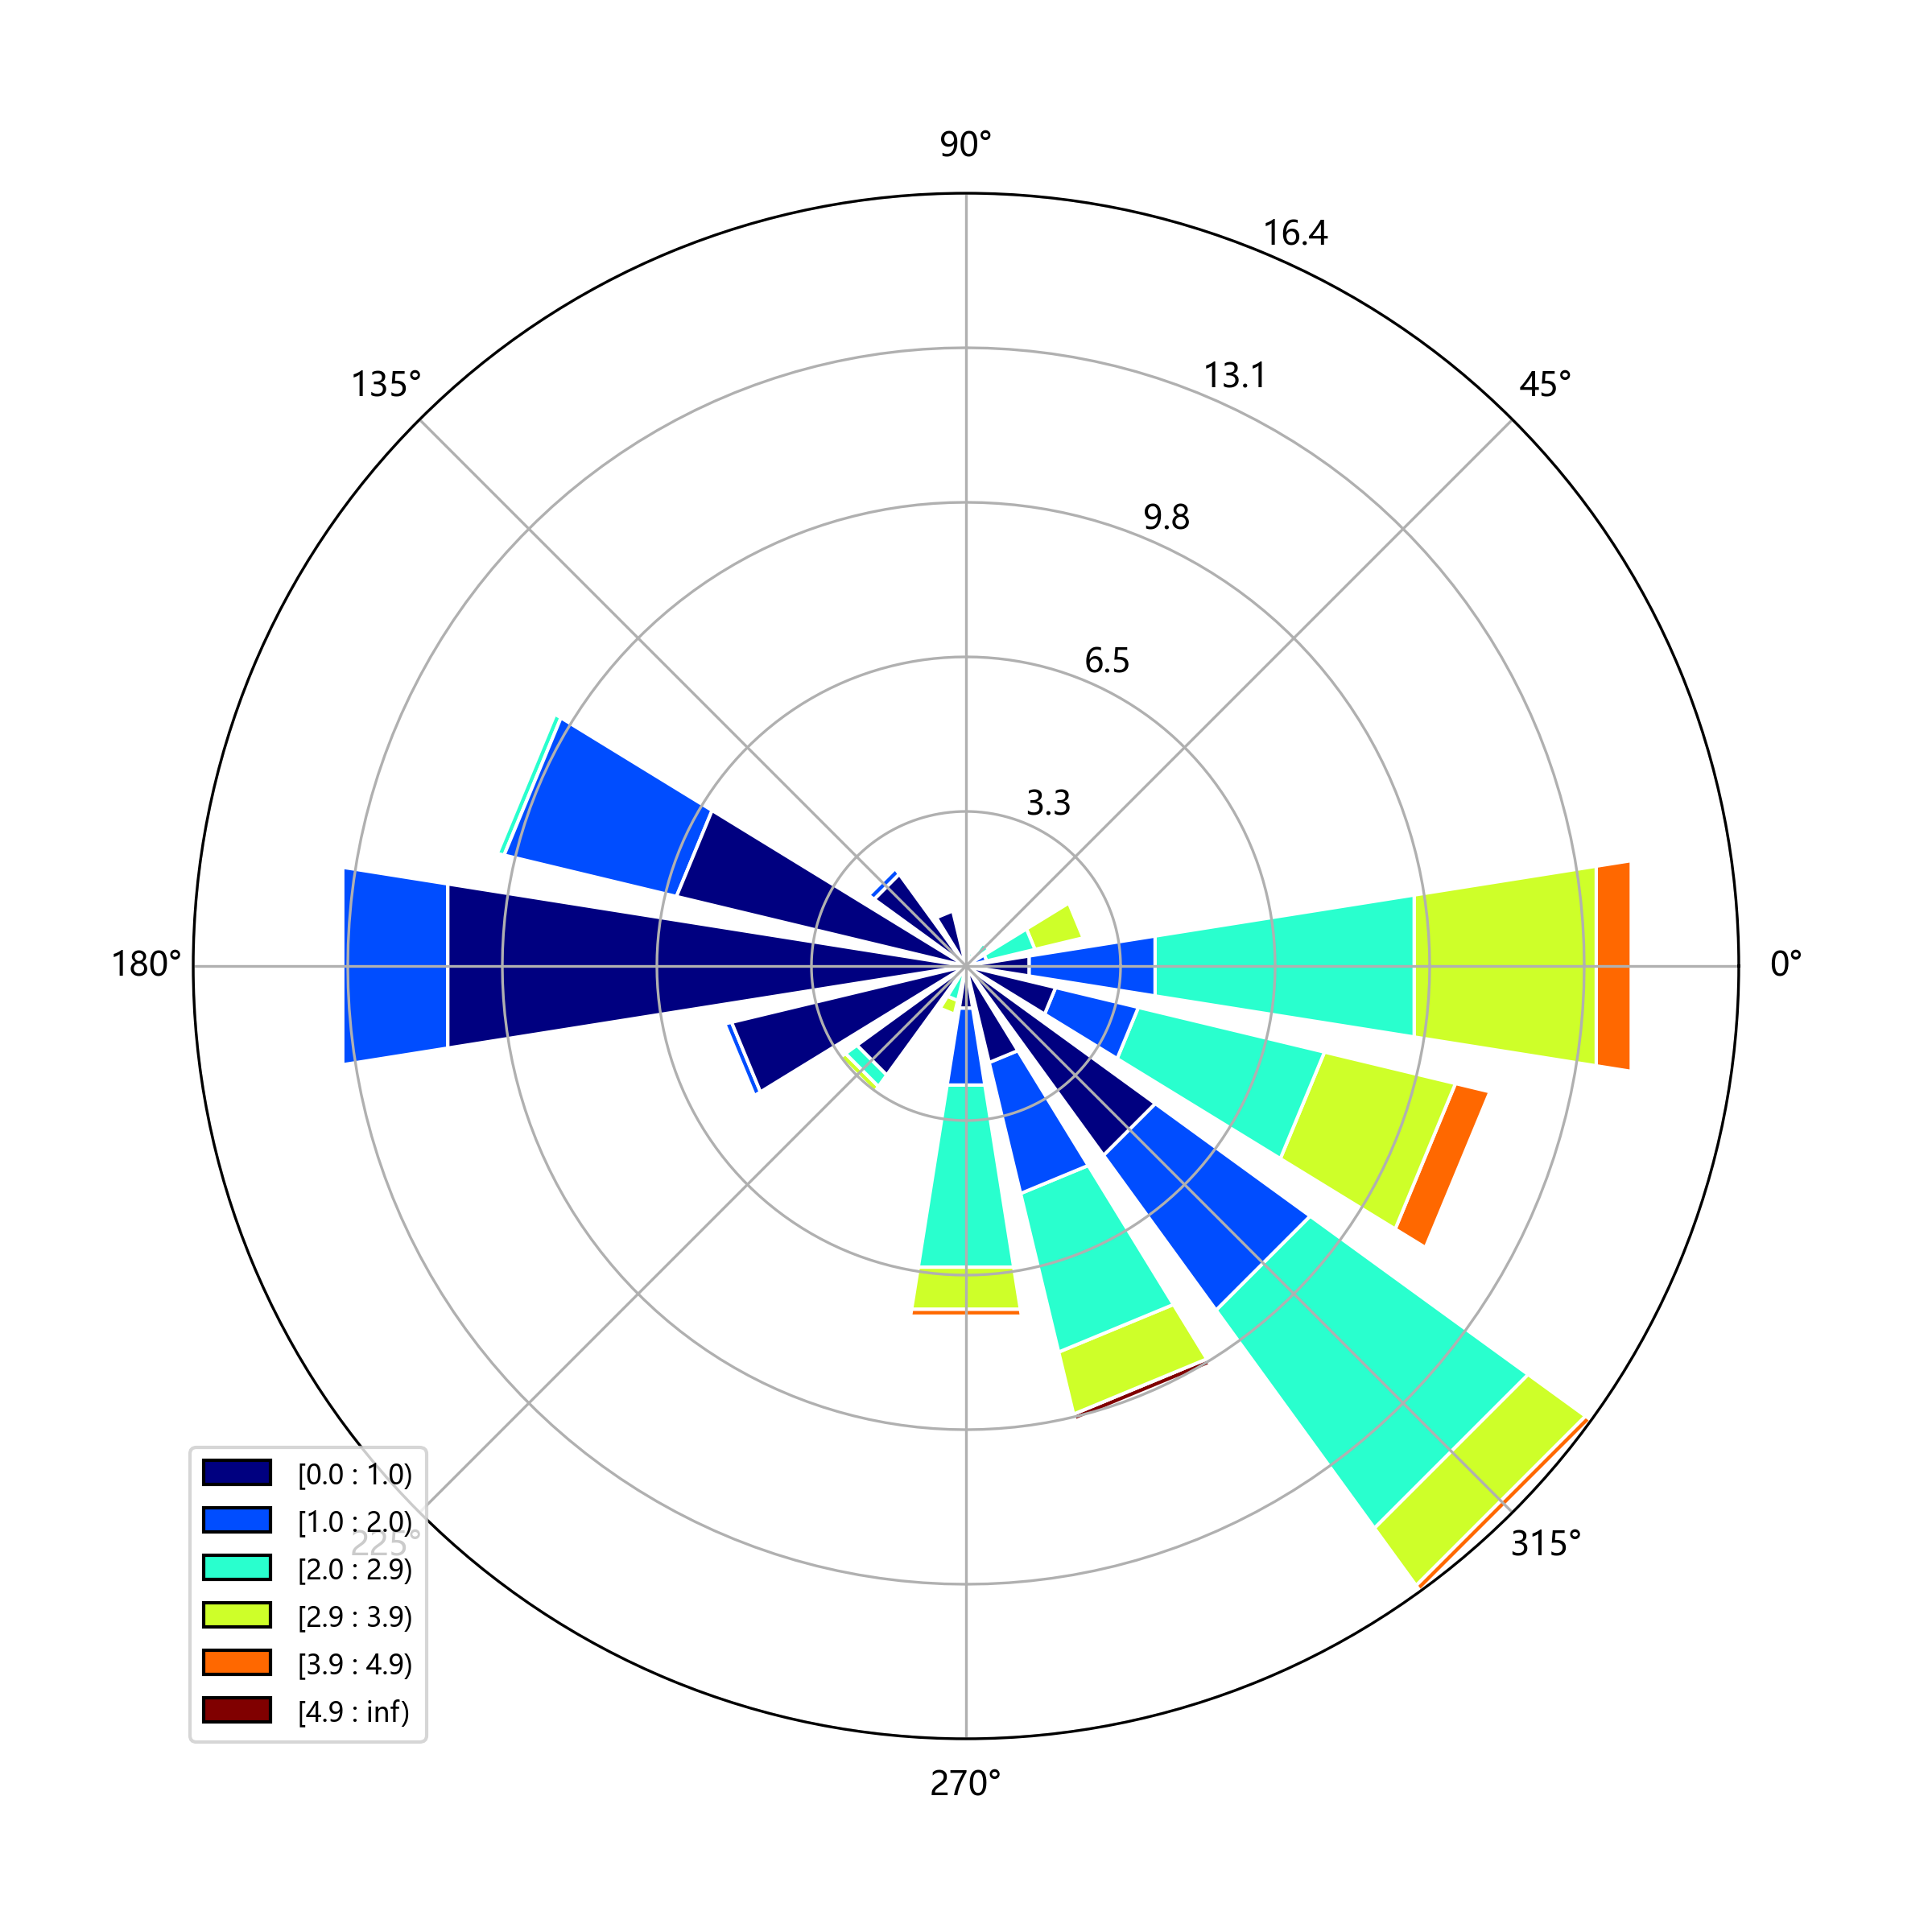 90°
16.4
13.1
135°
45°
9.8
6.5
3.3
180°
0°
[0.0 : 1.0)
[1.0 : 2.0)
225°
315°
[2.0 : 2.9)
[2.9 : 3.9)
[3.9 : 4.9)
[4.9 : inf)
270°